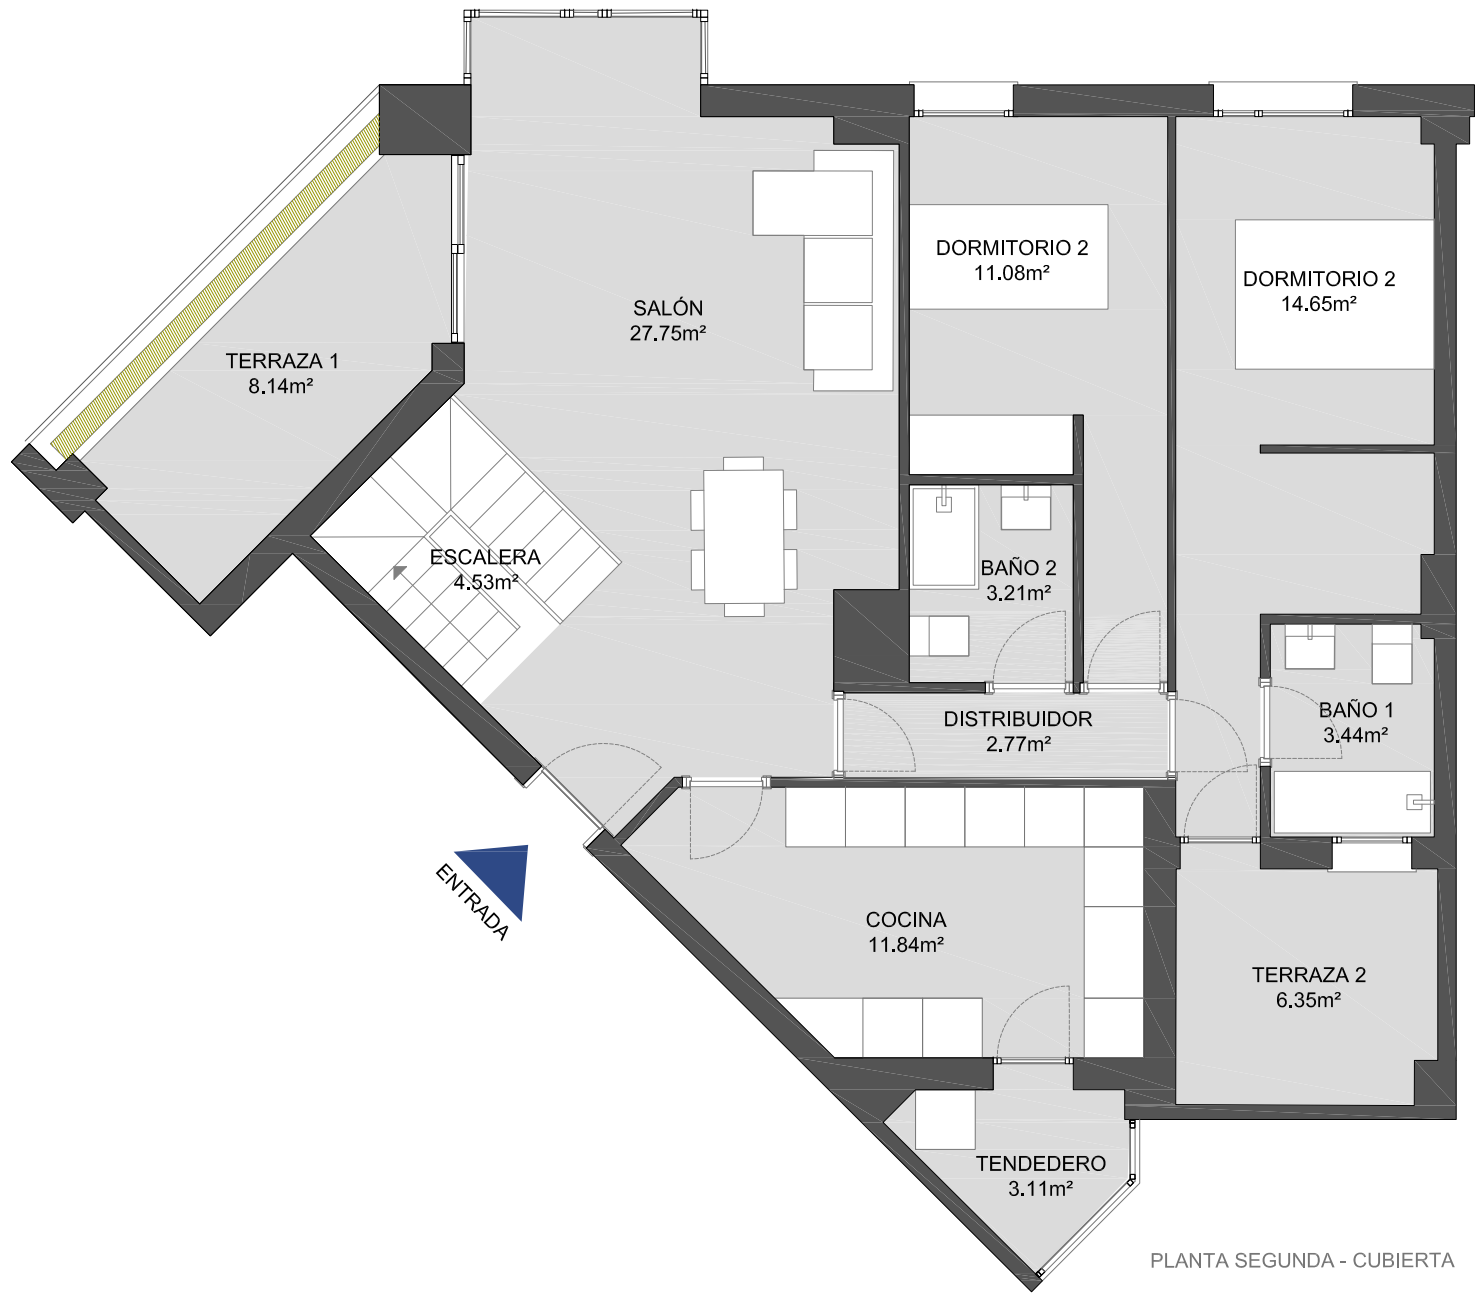 DORMITORIO 2
11.08m²
DORMITORIO 2
14.65m²
SALÓN
27.75m²
TERRAZA 1
8.14m²
ESCALERA
4.53m²
BAÑO 2
3.21m²
DISTRIBUIDOR
2.77m²
BAÑO 1
3.44m²
ENTRADA
COCINA
11.84m²
TERRAZA 2
6.35m²
TENDEDERO
3.11m²
PLANTA SEGUNDA - CUBIERTA